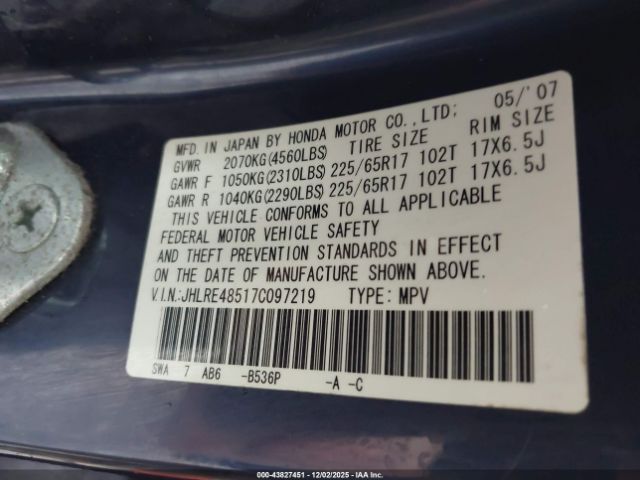 MFD. IN JAPAN BY HONDA MOTOR CO.,LTD; 05/'07
GVWR 2070KG(4560LBS) TIRE SIZE RIM SIZE
GAWR F 1050KG(2310LBS) 225/65R17 102T 17X6.5J
GAWR R 1040KG(2290LBS) 225/65R17 102T 17X6.5J
THIS VEHICLE CONFORMS TO ALL APPLICABLE
FEDERAL MOTOR VEHICLE SAFETY
AND THEFT PREVENTION STANDARDS IN EFFECT
ON THE DATE OF MANUFACTURE SHOWN ABOVE.
V.I.N.:JHLRE48517C097219 TYPE: MPV
SWA 7 AB6 -B536P -A -C
000-43827451 - 12/02/2025 - IAAI, Inc.